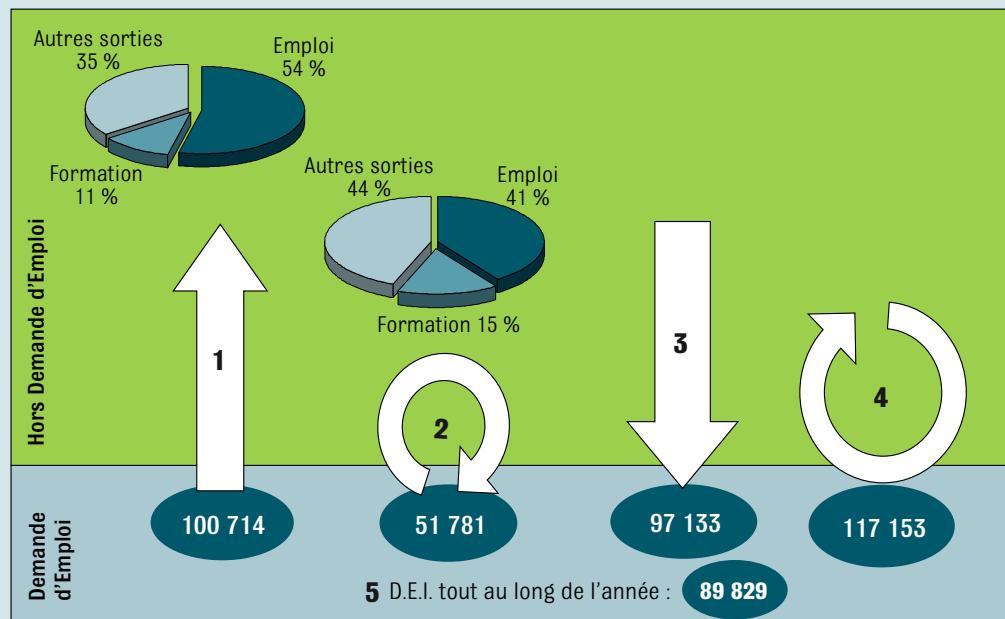 Autres sorties
35 %
Emploi
54 %
Formation
11 %
Autres sorties
44 %
Emploi
41 %
Formation 15 %
Hors Demande d'Emploi
1
2
3
4
Demande
d'Emploi
100 714
51 781
97 133
117 153
5 D.E.I. tout au long de l'année :
89 829